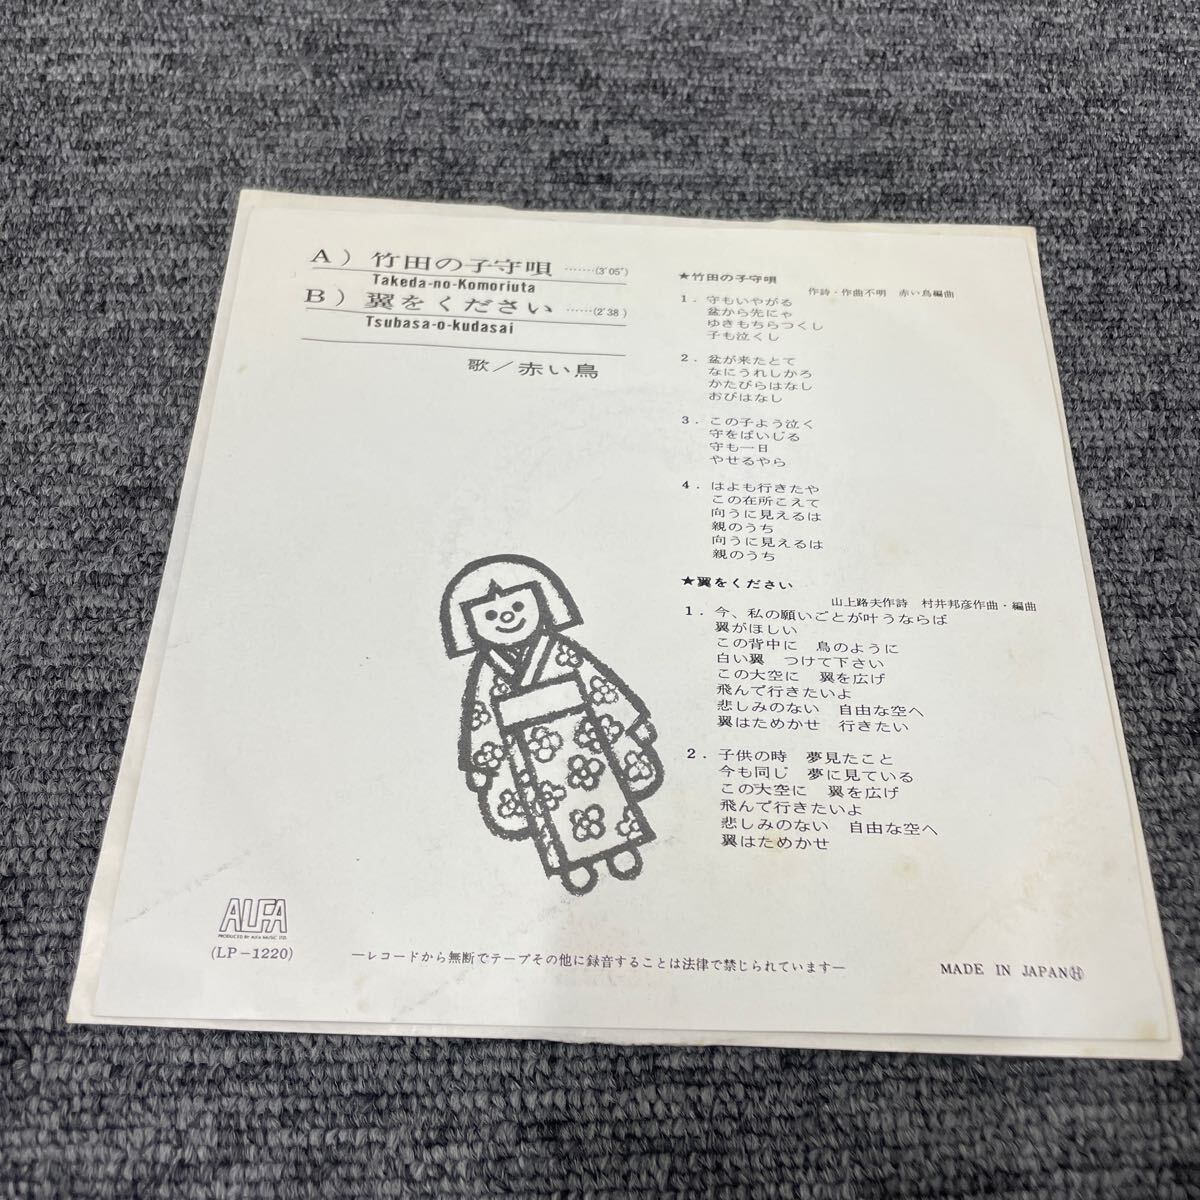 A) 竹田の子守唄 ……(3'05")
Takeda-no-Komoriuta
B) 翼をください ……(2'38)
Tsubasa-o-kudasai
歌／赤い鳥
★竹田の子守唄
作詩・作曲不明 赤い鳥編曲
1. 守もいやがる
盆から先にゃ
ゆきもちらつくし
子も泣くし
2. 盆が来たとて
なにうれしかろ
かたびらはなし
おびはなし
3. この子よう泣く
守をばいじる
守も一日
やせるやら
4. はよも行きたや
この在所こえて
向うに見えるは
親のうち
向うに見えるは
親のうち
★翼をください
山上路夫作詩 村井邦彦作曲・編曲
1. 今、私の願いごとが叶うならば
翼がほしい
この背中に 鳥のように
白い翼 つけて下さい
この大空に 翼を広げ
飛んで行きたいよ
悲しみのない 自由な空へ
翼はためかせ 行きたい
2. 子供の時 夢見たこと
今も同じ 夢に見ている
この大空に 翼を広げ
飛んで行きたいよ
悲しみのない 自由な空へ
翼はためかせ
ALFA
PRODUCED BY ALFA MUSIC LTD.
(LP-1220)
—レコードから無断でテープその他に録音することは法律で禁じられています—
MADE IN JAPAN Ⓗ